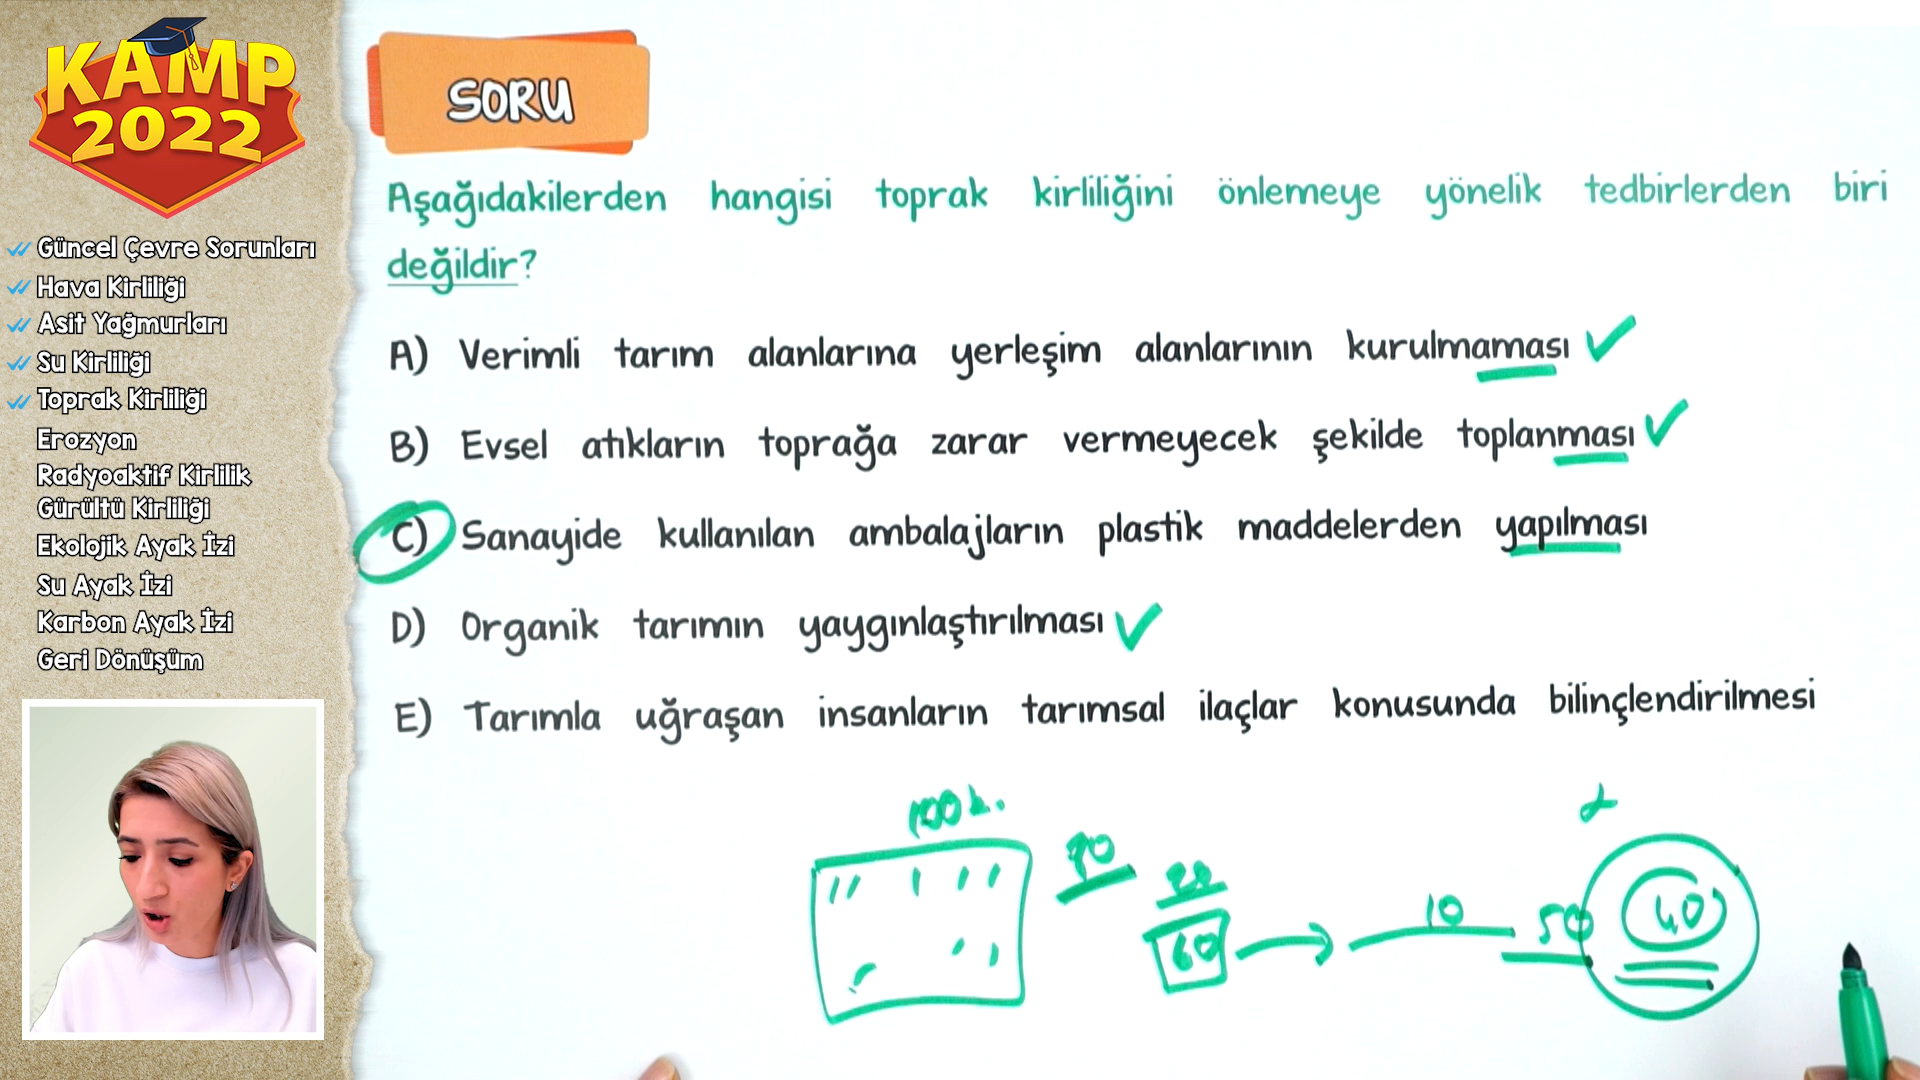 KAMP
2022
Güncel Çevre Sorunları
Hava Kirliliği
Asit Yağmurları
Su Kirliliği
Toprak Kirliliği
Erozyon
Radyoaktif Kirlilik
Gürültü Kirliliği
Ekolojik Ayak İzi
Su Ayak İzi
Karbon Ayak İzi
Geri Dönüşüm
SORU
Aşağıdakilerden hangisi toprak kirliliğini önlemeye yönelik tedbirlerden biri
değildir?
A) Verimli tarım alanlarına yerleşim alanlarının kurulmaması
B) Evsel atıkların toprağa zarar vermeyecek şekilde toplanması
C) Sanayide kullanılan ambalajların plastik maddelerden yapılması
D) Organik tarımın yaygınlaştırılması
E) Tarımla uğraşan insanların tarımsal ilaçlar konusunda bilinçlendirilmesi
90
60
10
50
40